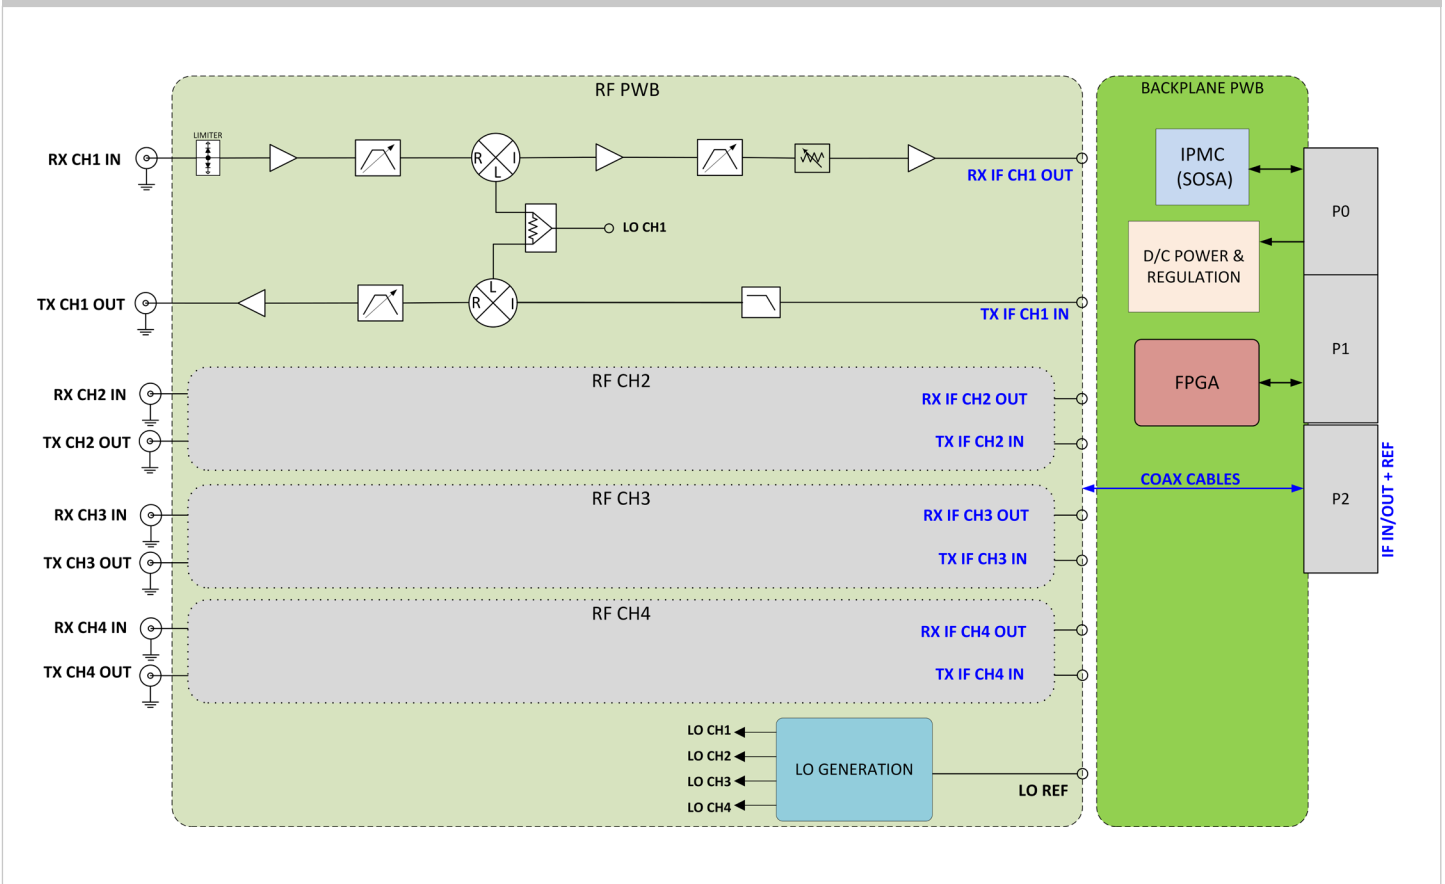 RF PWB
BACKPLANE PWB
LIMITER
RX CH1 IN
R
I
L
RX IF CH1 OUT
LO CH1
TX CH1 OUT
L
R
I
TX IF CH1 IN
IPMC
(SOSA)
P0
D/C POWER &
REGULATION
P1
FPGA
RF CH2
RX CH2 IN
RX IF CH2 OUT
TX CH2 OUT
TX IF CH2 IN
COAX CABLES
P2
IF IN/OUT + REF
RF CH3
RX CH3 IN
RX IF CH3 OUT
TX CH3 OUT
TX IF CH3 IN
RF CH4
RX CH4 IN
RX IF CH4 OUT
TX CH4 OUT
TX IF CH4 IN
LO CH1
LO CH2
LO CH3
LO CH4
LO GENERATION
LO REF